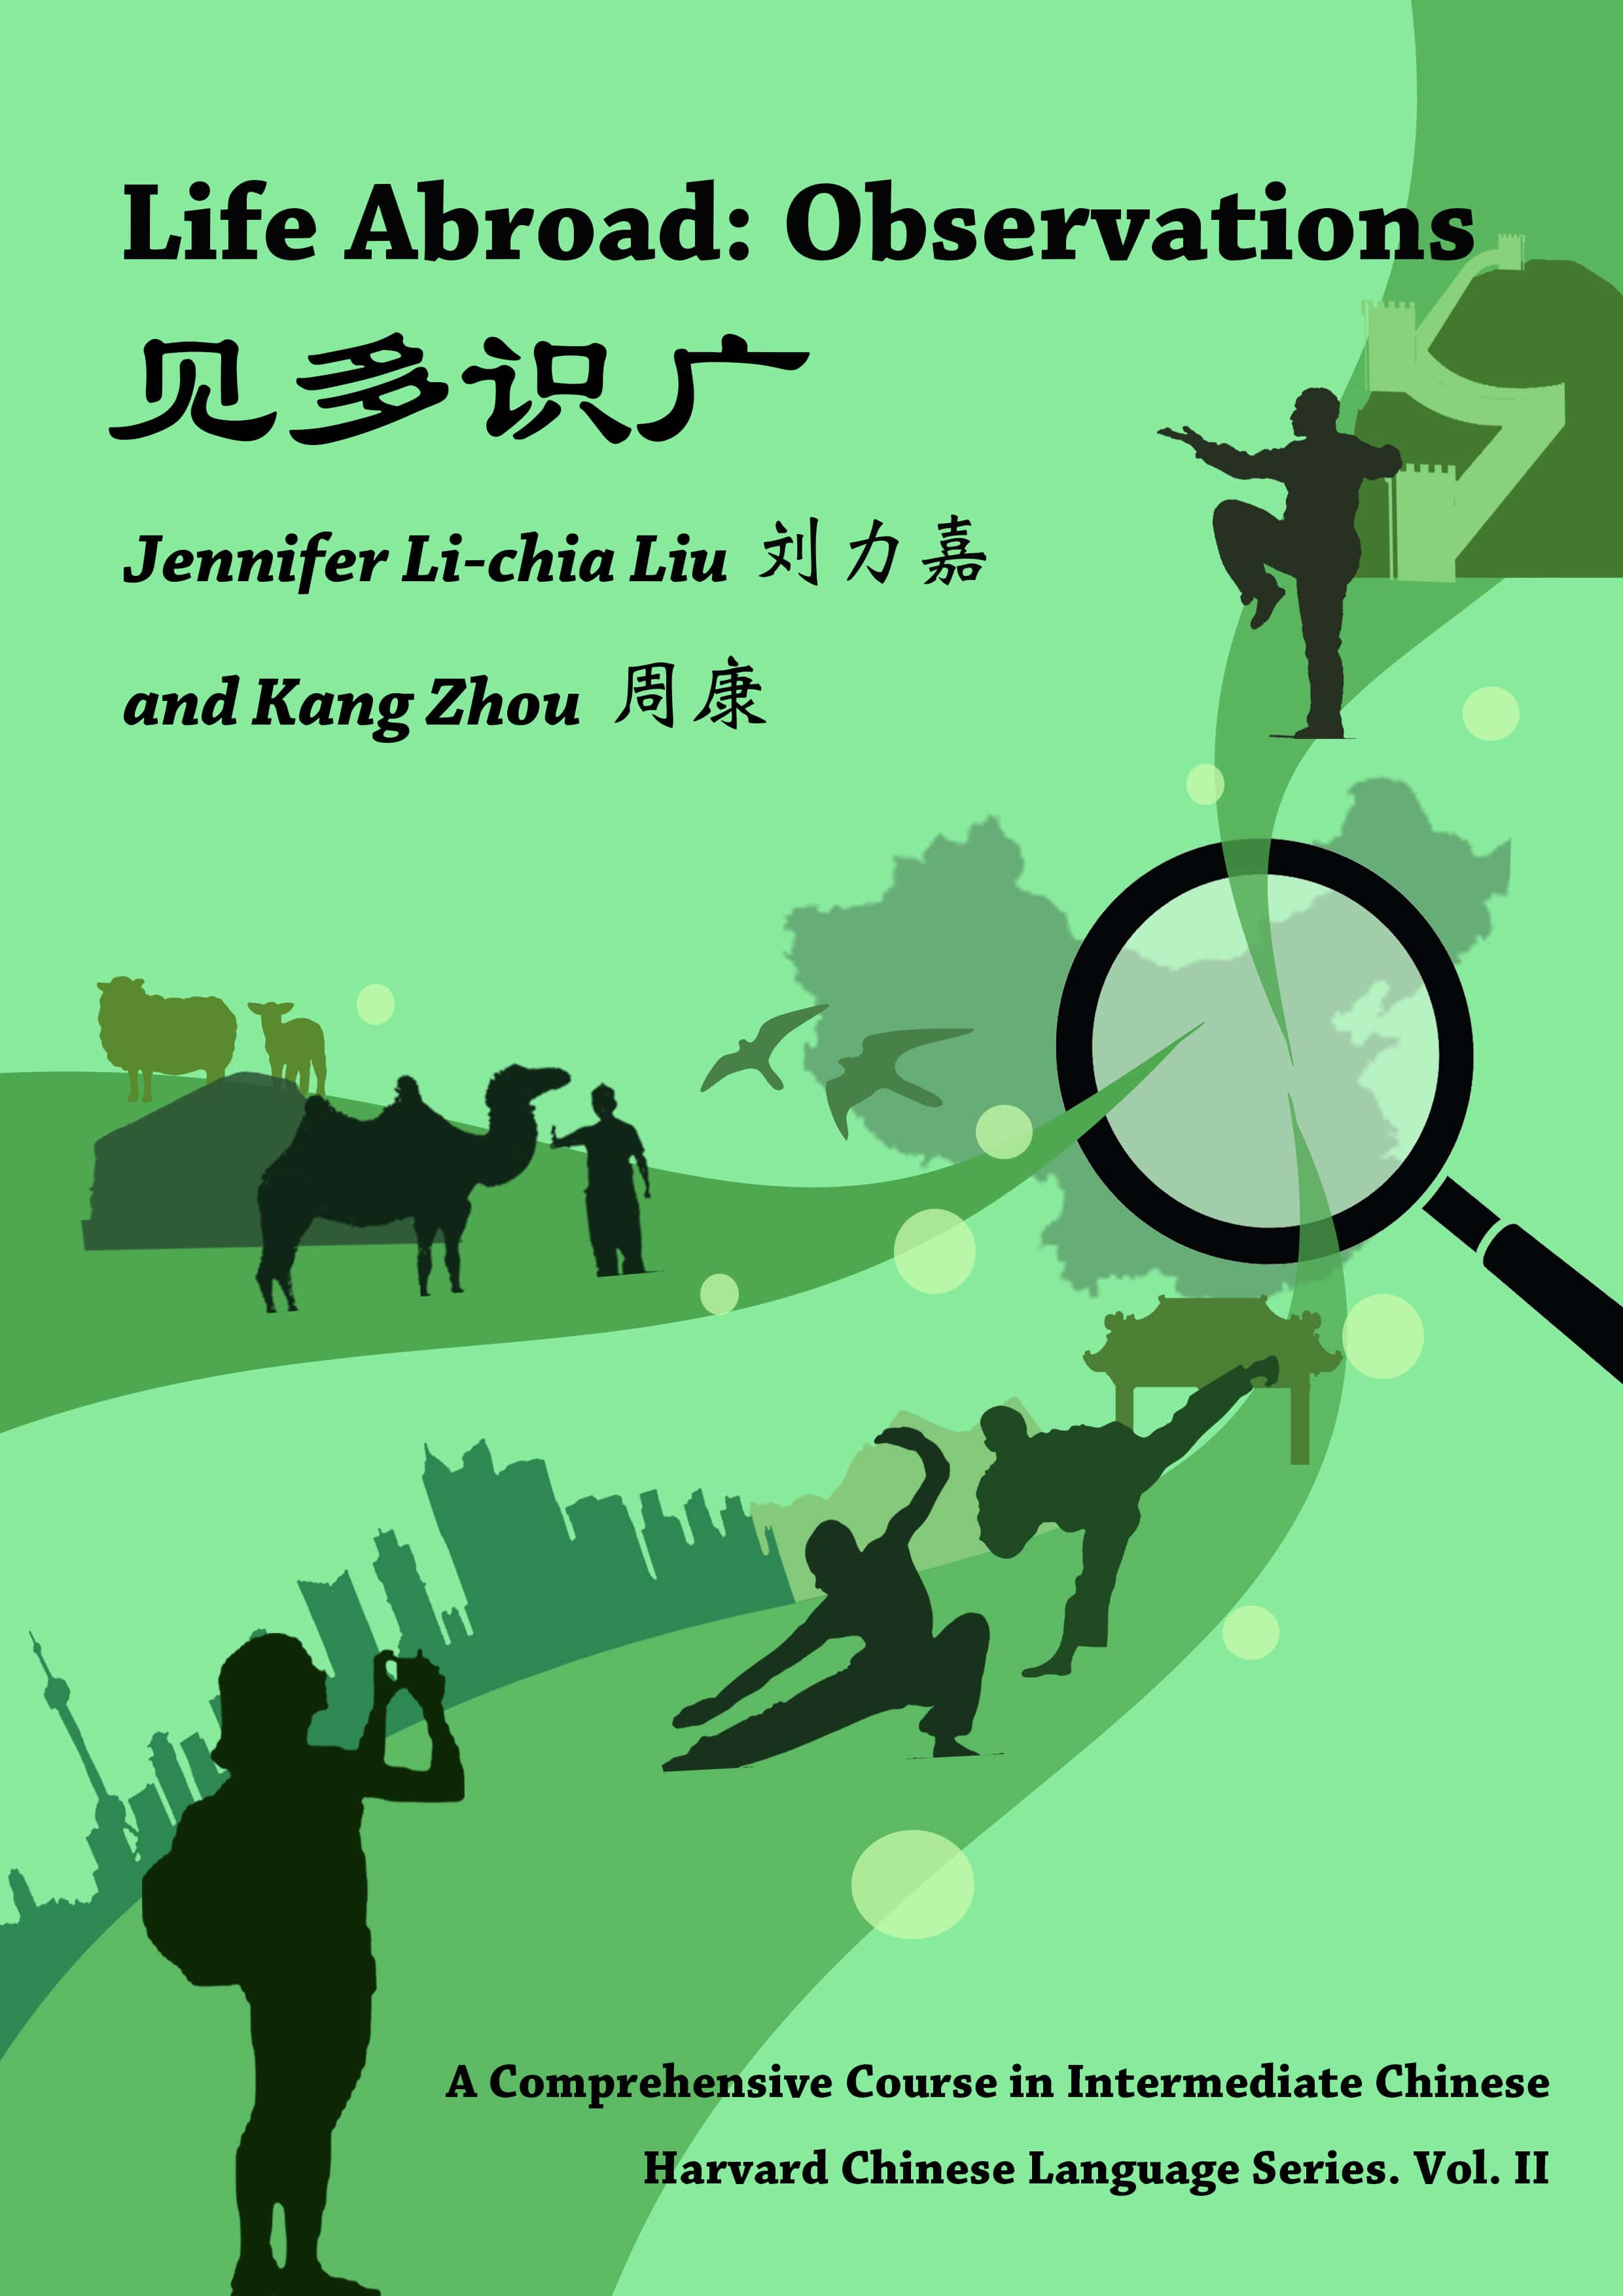 Life Abroad: Observations
见多识广
Jennifer Li-chia Liu 刘力嘉
and Kang Zhou 周康
A Comprehensive Course in Intermediate Chinese
Harvard Chinese Language Series. Vol. II